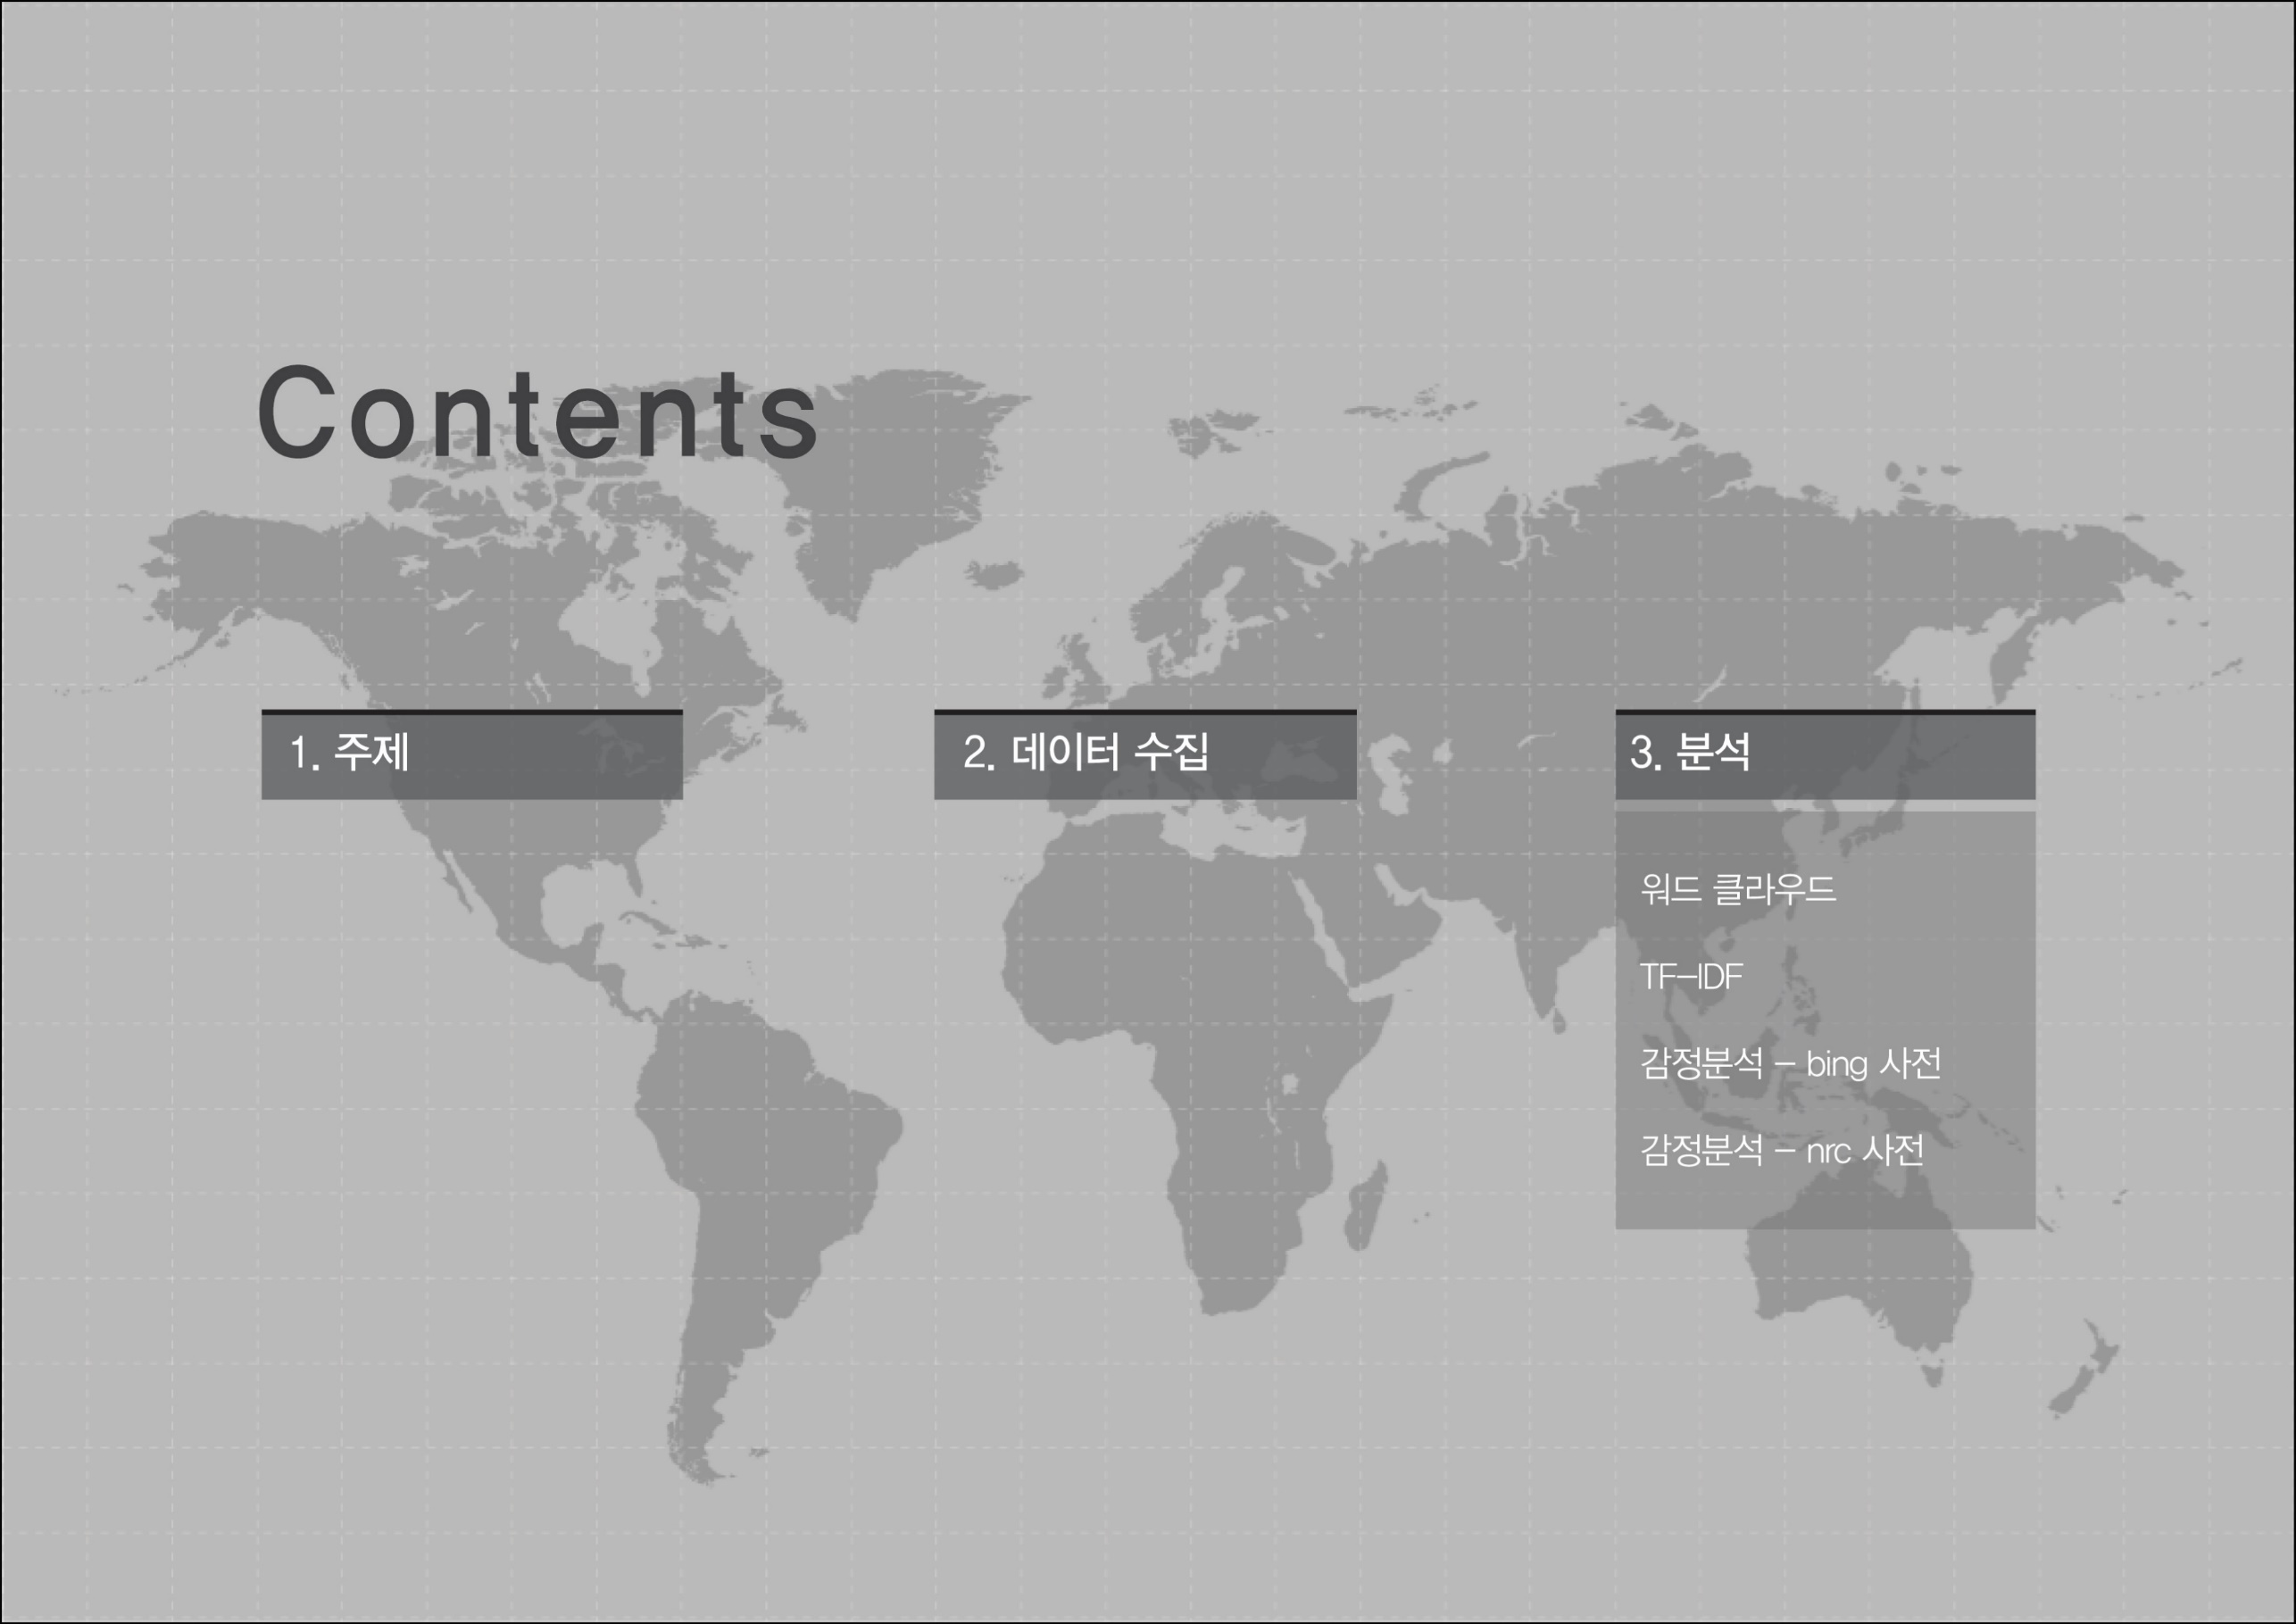 Contents
1. 주제
2. 데이터 수집
3. 분석
워드 클라우드
TF-IDF
감정분석 - bing 사전
감정분석 - nrc 사전